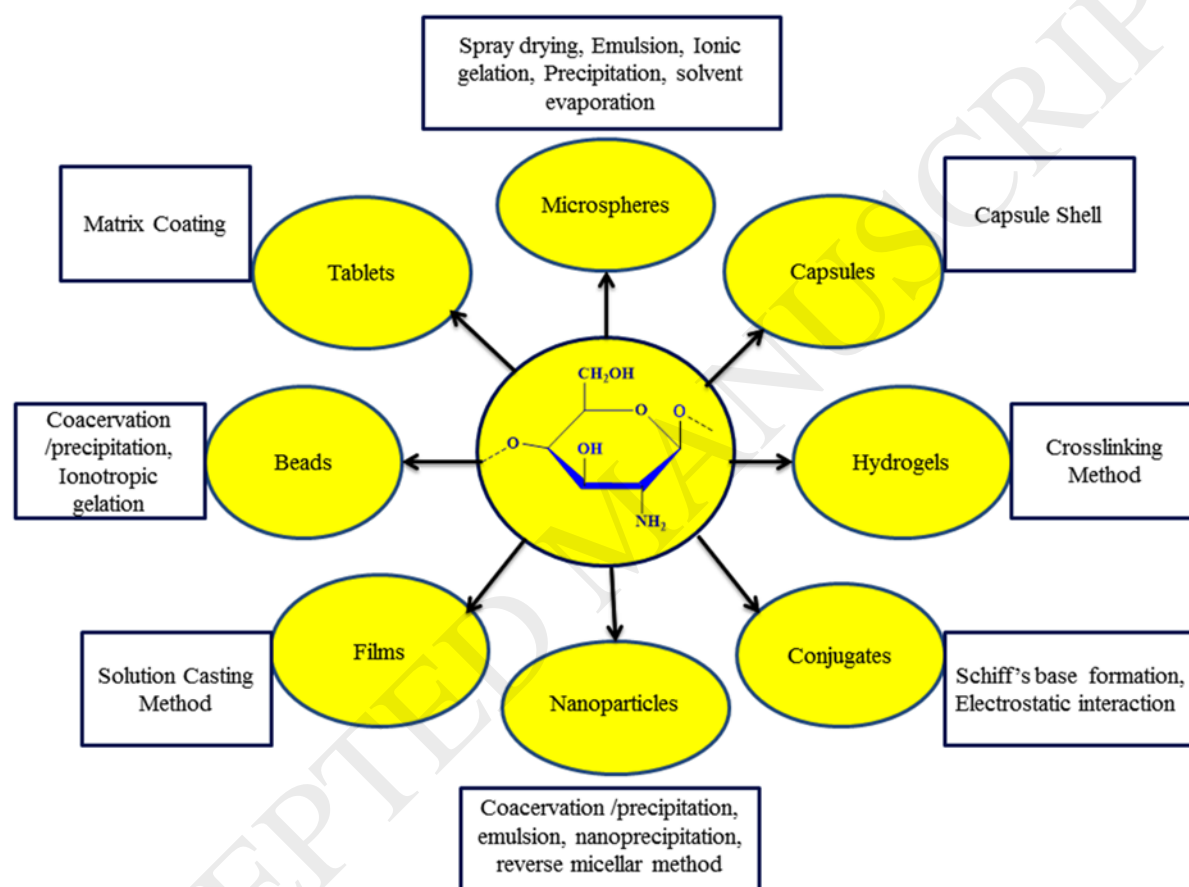 Spray drying, Emulsion, Ionic
gelation, Precipitation, solvent
evaporation
Microspheres
Matrix Coating
Tablets
Capsules
Capsule Shell
CH₂OH
O
O
O
OH
NH₂
Coacervation
/precipitation,
Ionotropic
gelation
Beads
Hydrogels
Crosslinking
Method
Solution Casting
Method
Films
Nanoparticles
Conjugates
Schiff’s base formation,
Electrostatic interaction
Coacervation /precipitation,
emulsion, nanoprecipitation,
reverse micellar method
EPTED MANUSCRIP